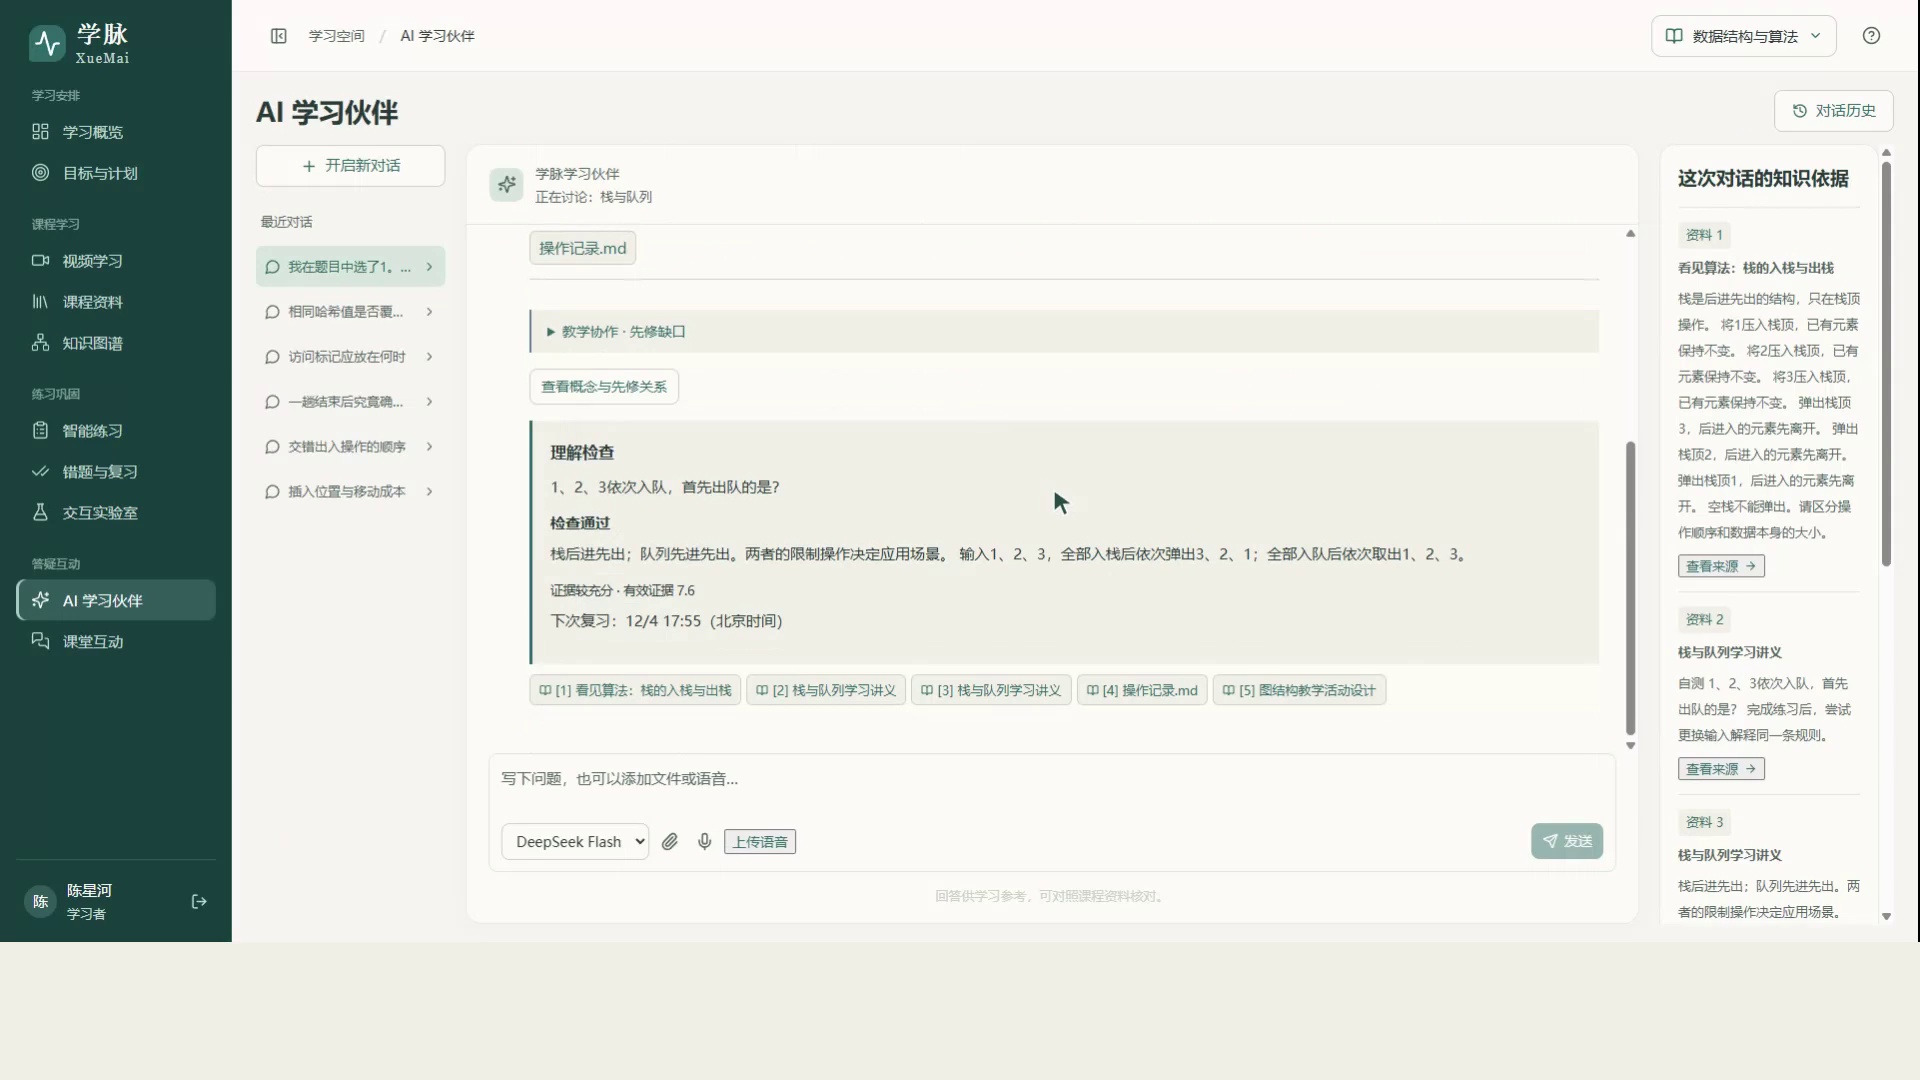 学脉
XueMai
学习安排
学习概览
目标与计划
课程学习
视频学习
课程资料
知识图谱
练习巩固
智能练习
错题与复习
交互实验室
答疑互动
AI 学习伙伴
课堂互动
陈
陈星河
学习者
学习空间 / AI 学习伙伴
数据结构与算法
AI 学习伙伴
对话历史
+ 开启新对话
最近对话
我在题目中选了1。...
相同哈希值是否覆...
访问标记应放在何时
一趟结束后究竟确...
交错出入操作的顺序
插入位置与移动成本
学脉学习伙伴
正在讨论：栈与队列
操作记录.md
教学协作 · 先修缺口
查看概念与先修关系
理解检查
1、2、3依次入队，首先出队的是？
检查通过
栈后进先出；队列先进先出。两者的限制操作决定应用场景。 输入1、2、3，全部入栈后依次弹出3、2、1；全部入队后依次取出1、2、3。
证据较充分 · 有效证据 7.6
下次复习：12/4 17:55（北京时间）
[1] 看见算法：栈的入栈与出栈
[2] 栈与队列学习讲义
[3] 栈与队列学习讲义
[4] 操作记录.md
[5] 图结构教学活动设计
写下问题，也可以添加文件或语音...
DeepSeek Flash
上传语音
发送
回答供学习参考，可对照课程资料核对。
这次对话的知识依据
资料 1
看见算法：栈的入栈与出栈
栈是后进先出的结构，只在栈顶
操作。 将1压入栈顶，已有元素
保持不变。 将2压入栈顶，已有
元素保持不变。 将3压入栈顶，
已有元素保持不变。 弹出栈顶
3，后进入的元素先离开。 弹出
栈顶2，后进入的元素先离开。
弹出栈顶1，后进入的元素先离
开。 空栈不能弹出。请区分操
作顺序和数据本身的大小。
查看来源 →
资料 2
栈与队列学习讲义
自测 1、2、3依次入队，首先
出队的是？ 完成练习后，尝试
更换输入解释同一条规则。
查看来源 →
资料 3
栈与队列学习讲义
栈后进先出；队列先进先出。两
者的限制操作决定应用场景。